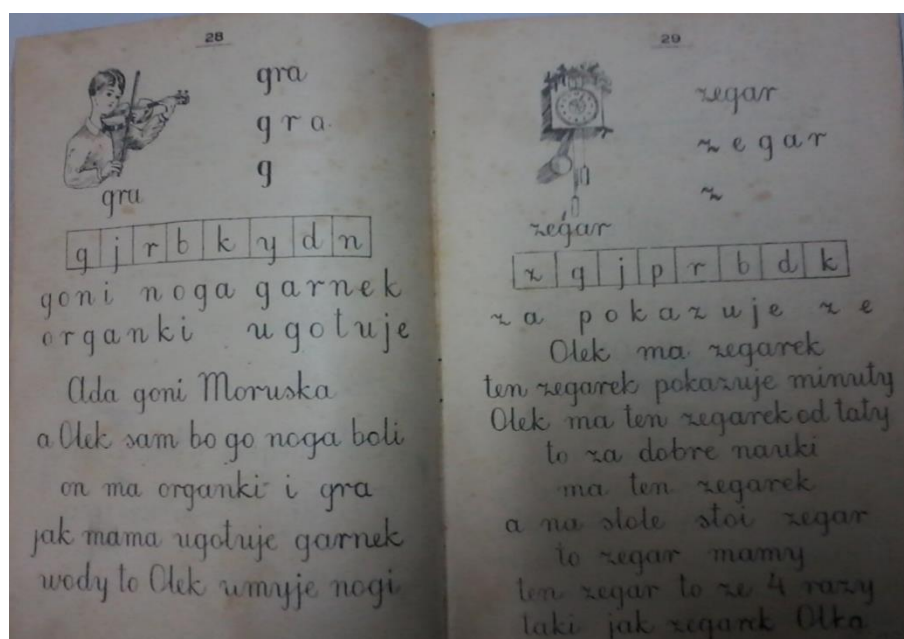 28
gra
g r a
g
gra
g j r b k y d n
goni noga garnek
organki ugotuje
Ada goni Moruska
a Olek sam bo go noga boli
on ma organki i gra
jak mama ugotuje garnek
wody to Olek umyje nogi
29
zegar
z e g a r
z
zegar
z g j p r b d k
z a p o k a z u j e z e
Olek ma zegarek
ten zegarek pokazuje minuty
Olek ma ten zegarek od taty
to za dobre nauki
ma ten zegarek
a na stole stoi zegar
to zegar mamy
ten zegar to ze 4 razy
taki jak zegarek Olka